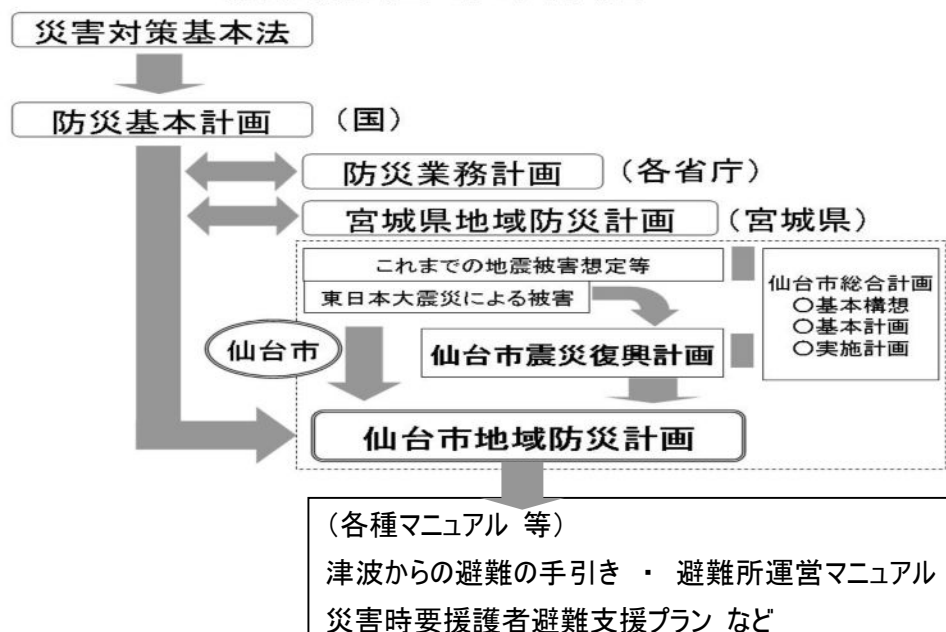 災害対策基本法
防災基本計画 （国）
防災業務計画 （各省庁）
宮城県地域防災計画 （宮城県）
これまでの地震被害想定等
東日本大震災による被害
仙台市総合計画
○基本構想
○基本計画
○実施計画
仙台市
仙台市震災復興計画
仙台市地域防災計画
（各種マニュアル 等）
津波からの避難の手引き ・ 避難所運営マニュアル
災害時要援護者避難支援プラン など